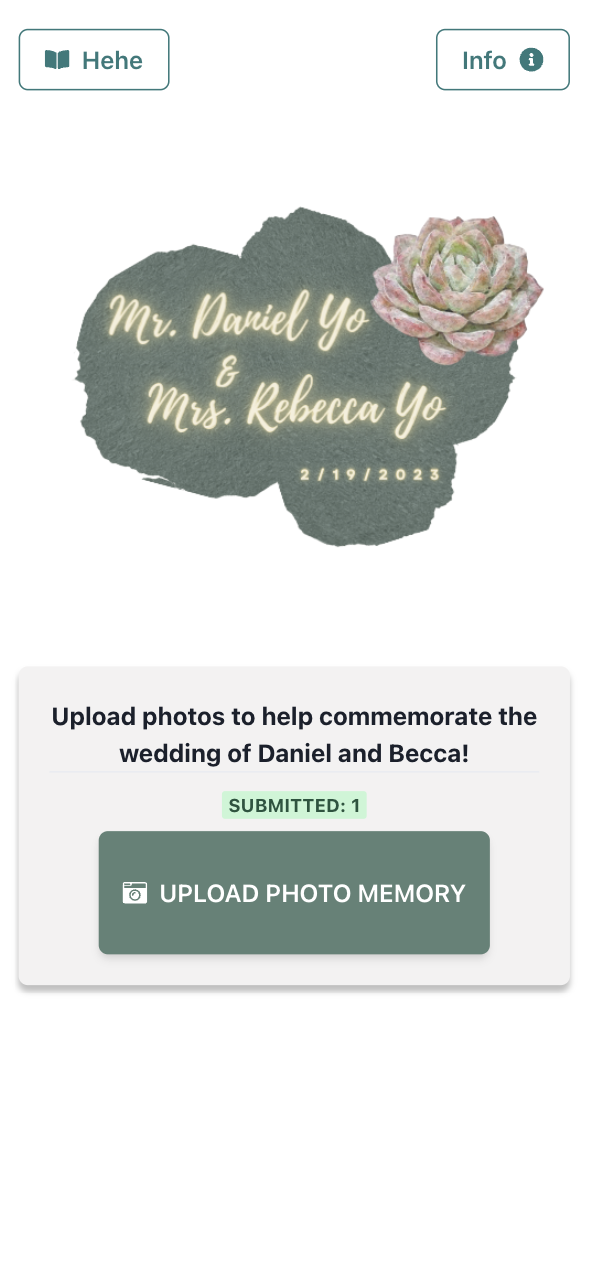 Hehe
Info
Mr. Daniel Yo
&
Mrs. Rebecca Yo
2/19/2023
Upload photos to help commemorate the
wedding of Daniel and Becca!
SUBMITTED: 1
UPLOAD PHOTO MEMORY